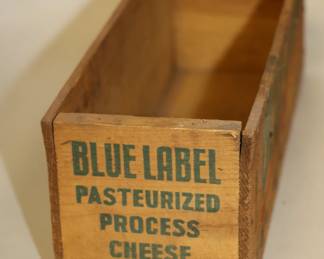 BLUE LABEL
PASTEURIZED
PROCESS
CHEESE